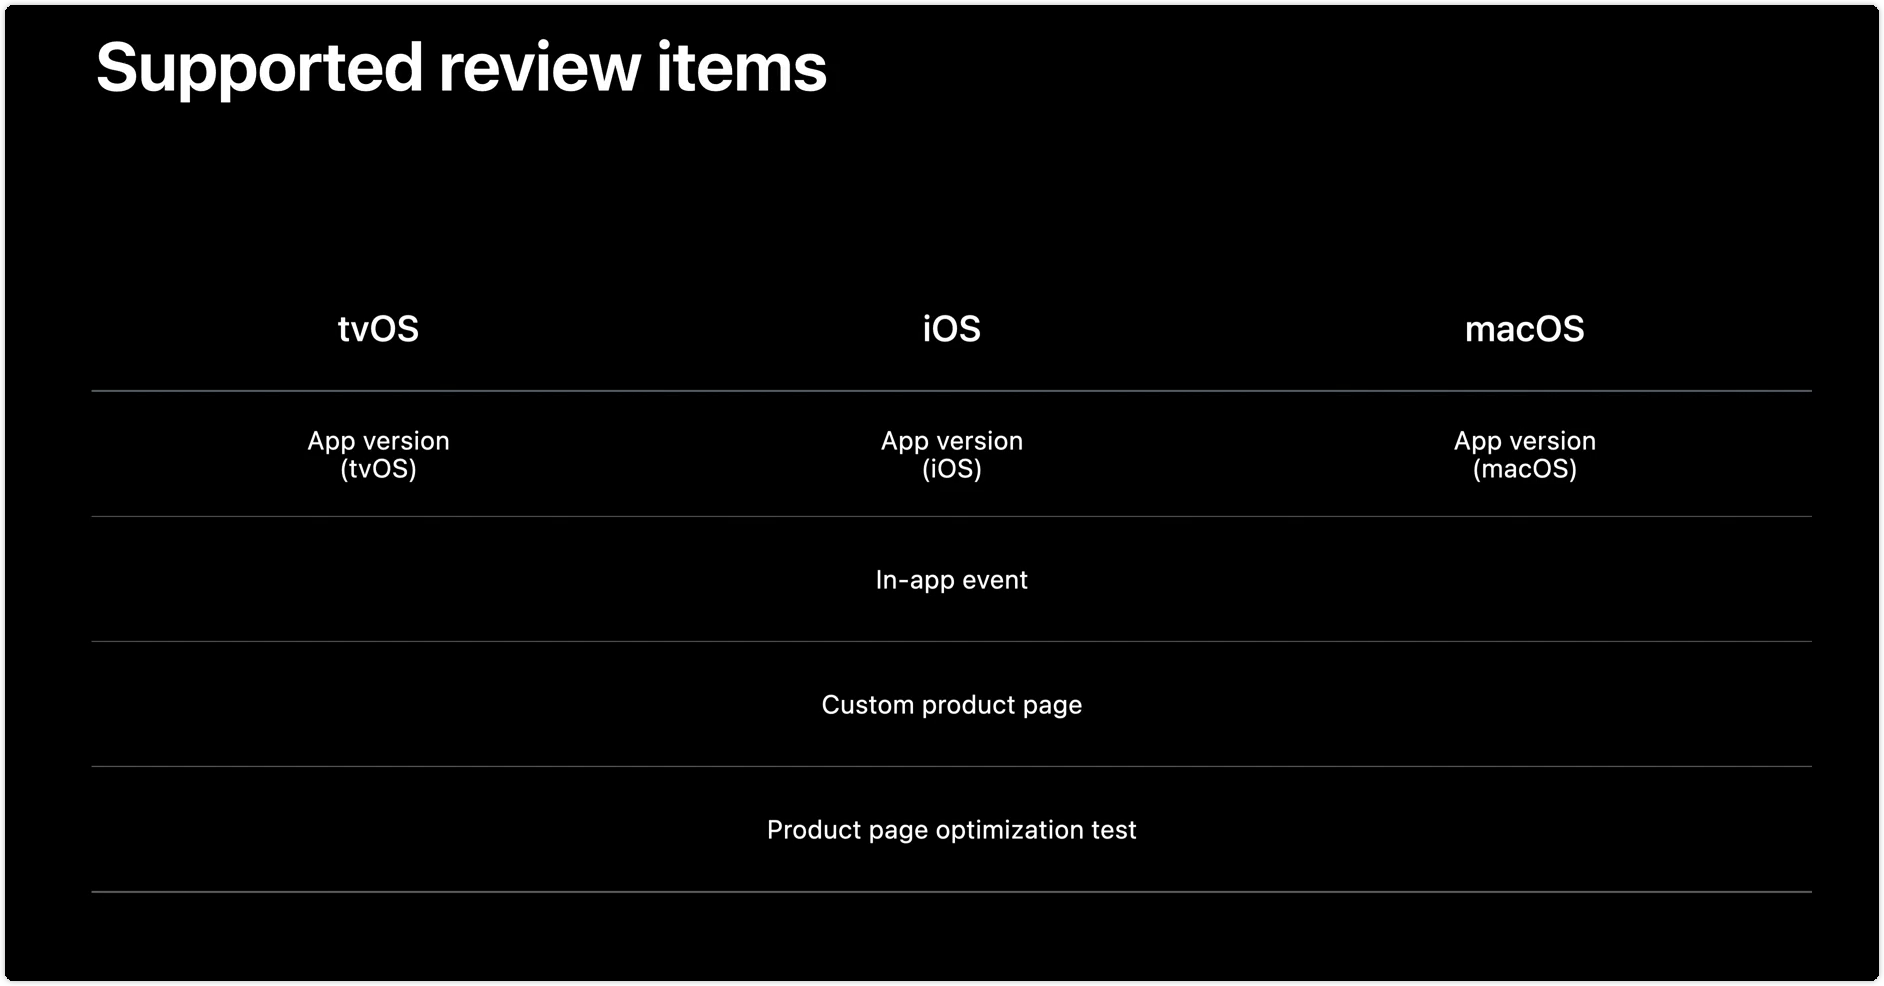 Supported review items
tvOS
iOS
macOS
App version
(tvOS)
App version
(iOS)
App version
(macOS)
In-app event
Custom product page
Product page optimization test